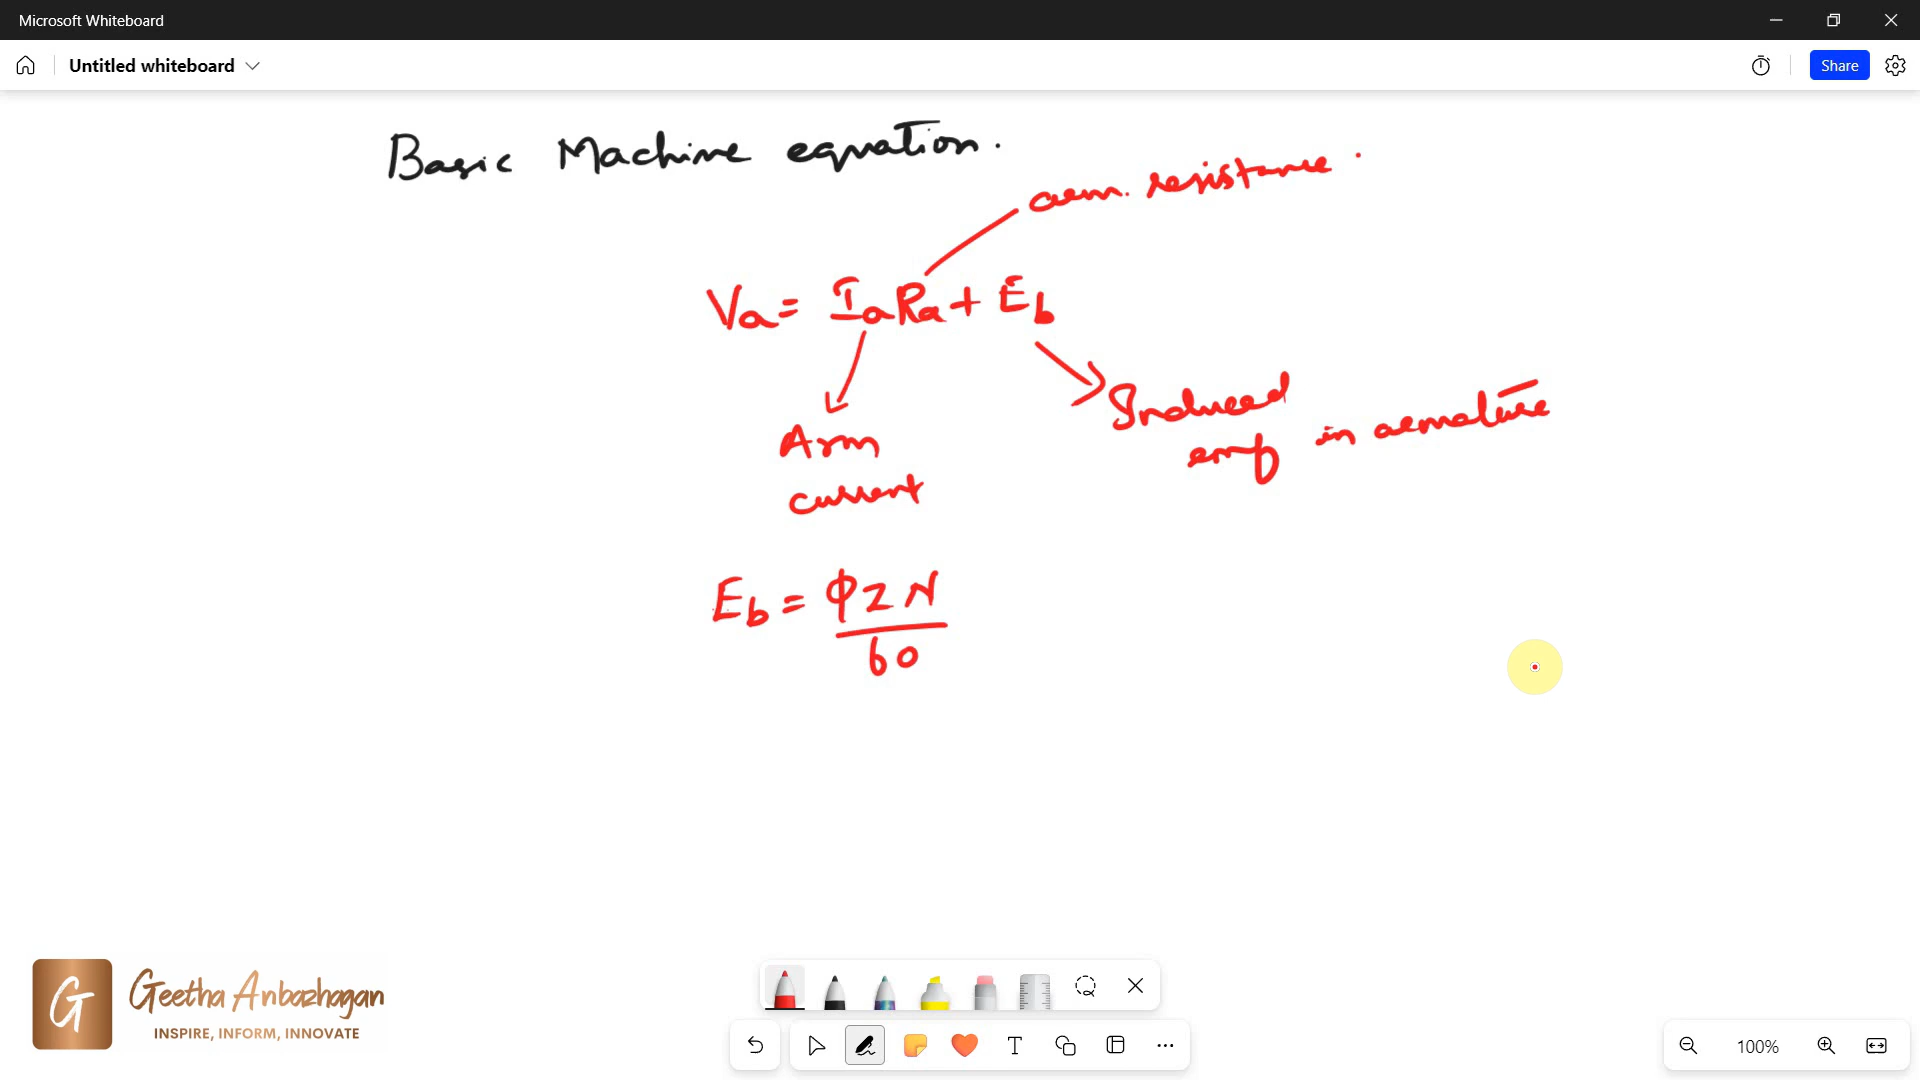 Microsoft Whiteboard
Untitled whiteboard
Share
Basic Machine equation.
arm. resistance.
Va = IaRa + Eb
Arm
current
Induced
emf in armature
Eb = ΦZN
60
Geetha Anbazhagan
INSPIRE, INFORM, INNOVATE
100%